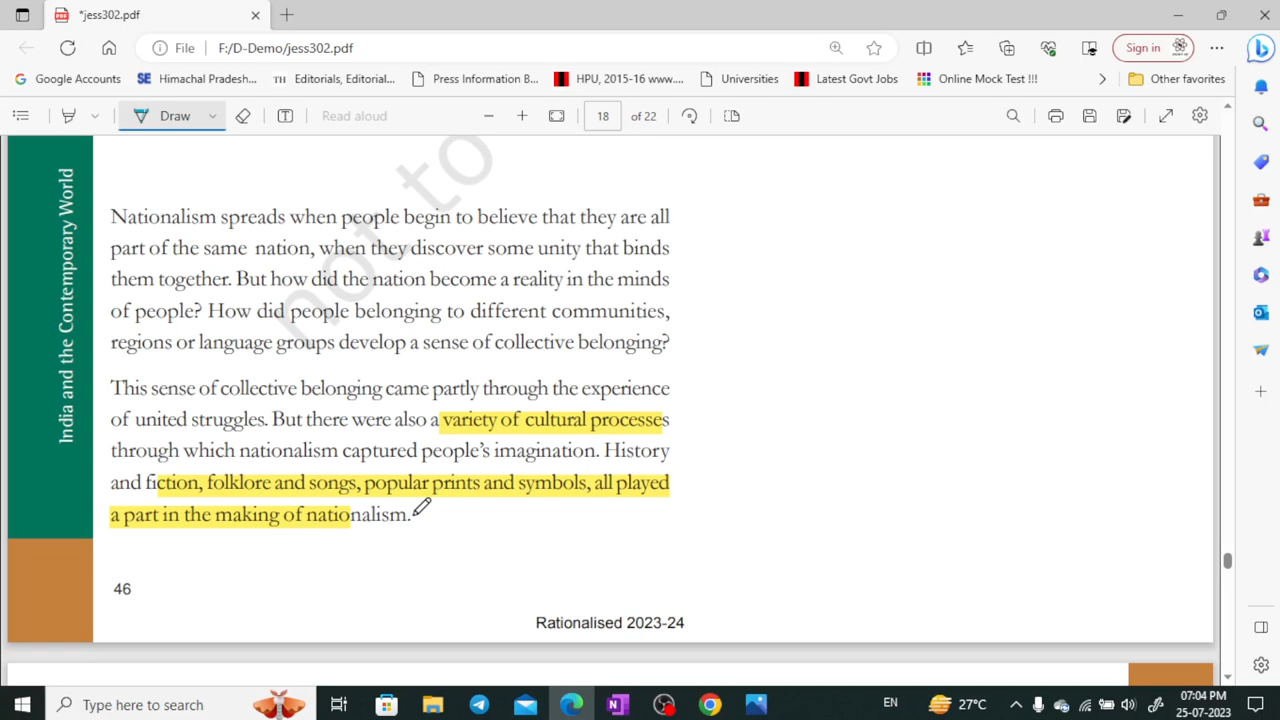 *jess302.pdf
File F:/D-Demo/jess302.pdf Sign in
Google Accounts SE Himachal Pradesh... TH Editorials, Editorial... Press Information B... HPU, 2015-16 www.... Universities Latest Govt Jobs Online Mock Test !!! Other favorites
Draw Read aloud 18 of 22
not to
India and the Contemporary World
Nationalism spreads when people begin to believe that they are all
part of the same nation, when they discover some unity that binds
them together. But how did the nation become a reality in the minds
of people? How did people belonging to different communities,
regions or language groups develop a sense of collective belonging?
This sense of collective belonging came partly through the experience
of united struggles. But there were also a variety of cultural processes
through which nationalism captured people's imagination. History
and fiction, folklore and songs, popular prints and symbols, all played
a part in the making of nationalism.
46
Rationalised 2023-24
Type here to search EN 27°C 07:04 PM
25-07-2023